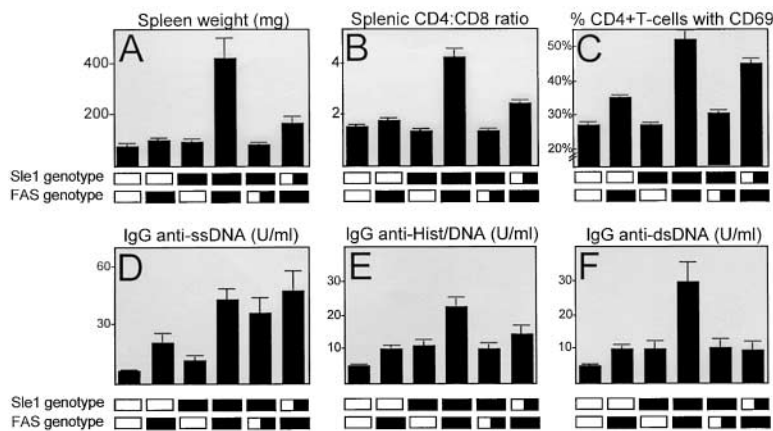 Spleen weight (mg) Splenic CD4:CD8 ratio % CD4+T-cells with CD69
A B C
400 4 50%
40%
200 2 30%
20%
Sle1 genotype
FAS genotype
IgG anti-ssDNA (U/ml) IgG anti-Hist/DNA (U/ml) IgG anti-dsDNA (U/ml)
D E F
60 30 30
20 20
30
10 10
Sle1 genotype
FAS genotype